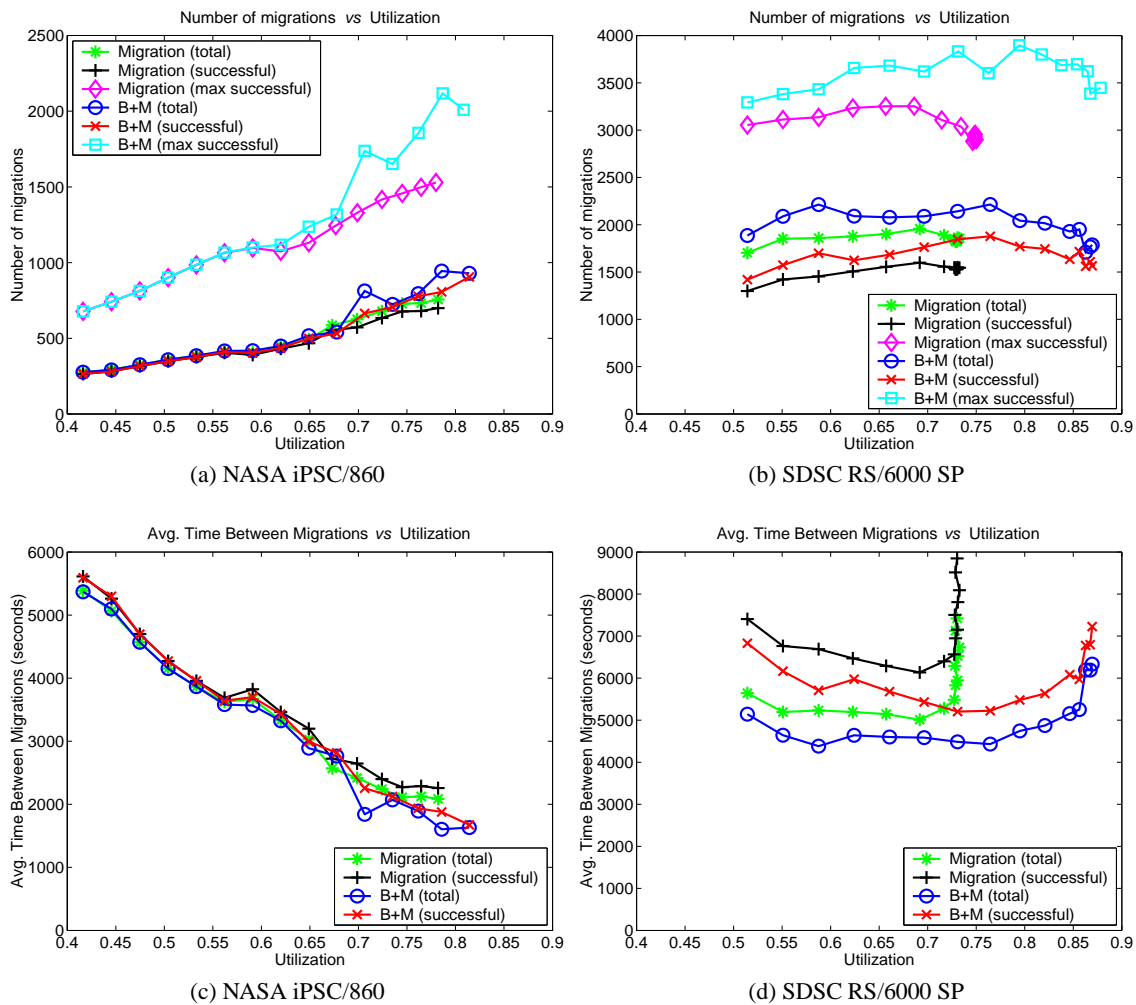 Number of migrations vs Utilization
2500
2000
1500
1000
500
0
Number of migrations
Migration (total)
Migration (successful)
Migration (max successful)
B+M (total)
B+M (successful)
B+M (max successful)
0.4 0.45 0.5 0.55 0.6 0.65 0.7 0.75 0.8 0.85 0.9
Utilization
(a) NASA iPSC/860
Number of migrations vs Utilization
4000
3500
3000
2500
2000
1500
1000
500
0
Number of migrations
Migration (total)
Migration (successful)
Migration (max successful)
B+M (total)
B+M (successful)
B+M (max successful)
0.4 0.45 0.5 0.55 0.6 0.65 0.7 0.75 0.8 0.85 0.9
Utilization
(b) SDSC RS/6000 SP
Avg. Time Between Migrations vs Utilization
6000
5000
4000
3000
2000
1000
0
Avg. Time Between Migrations (seconds)
Migration (total)
Migration (successful)
B+M (total)
B+M (successful)
0.4 0.45 0.5 0.55 0.6 0.65 0.7 0.75 0.8 0.85 0.9
Utilization
(c) NASA iPSC/860
Avg. Time Between Migrations vs Utilization
9000
8000
7000
6000
5000
4000
3000
2000
1000
0
Avg. Time Between Migrations (seconds)
Migration (total)
Migration (successful)
B+M (total)
B+M (successful)
0.4 0.45 0.5 0.55 0.6 0.65 0.7 0.75 0.8 0.85 0.9
Utilization
(d) SDSC RS/6000 SP